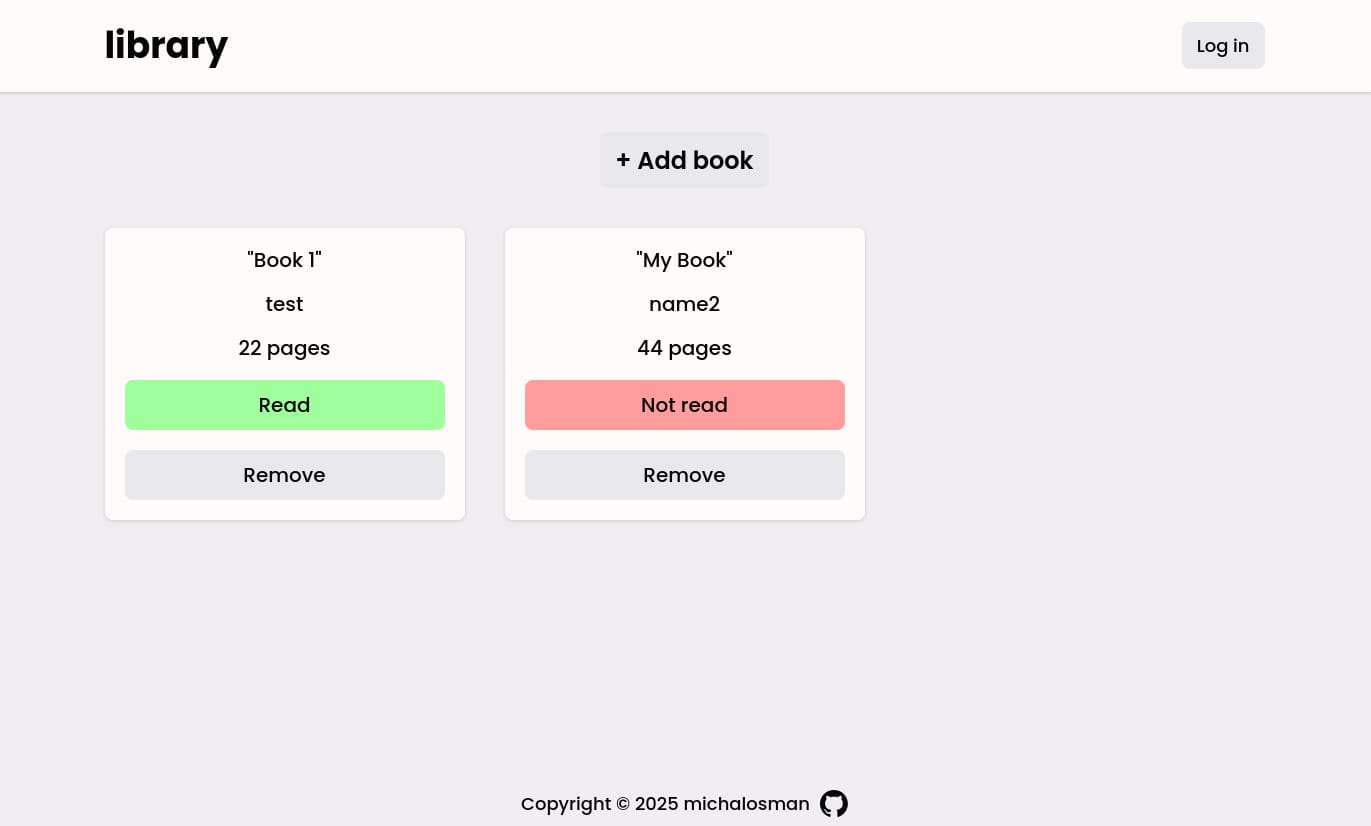 library
Log in
+ Add book
"Book 1"
test
22 pages
Read
Remove
"My Book"
name2
44 pages
Not read
Remove
Copyright © 2025 michalosman